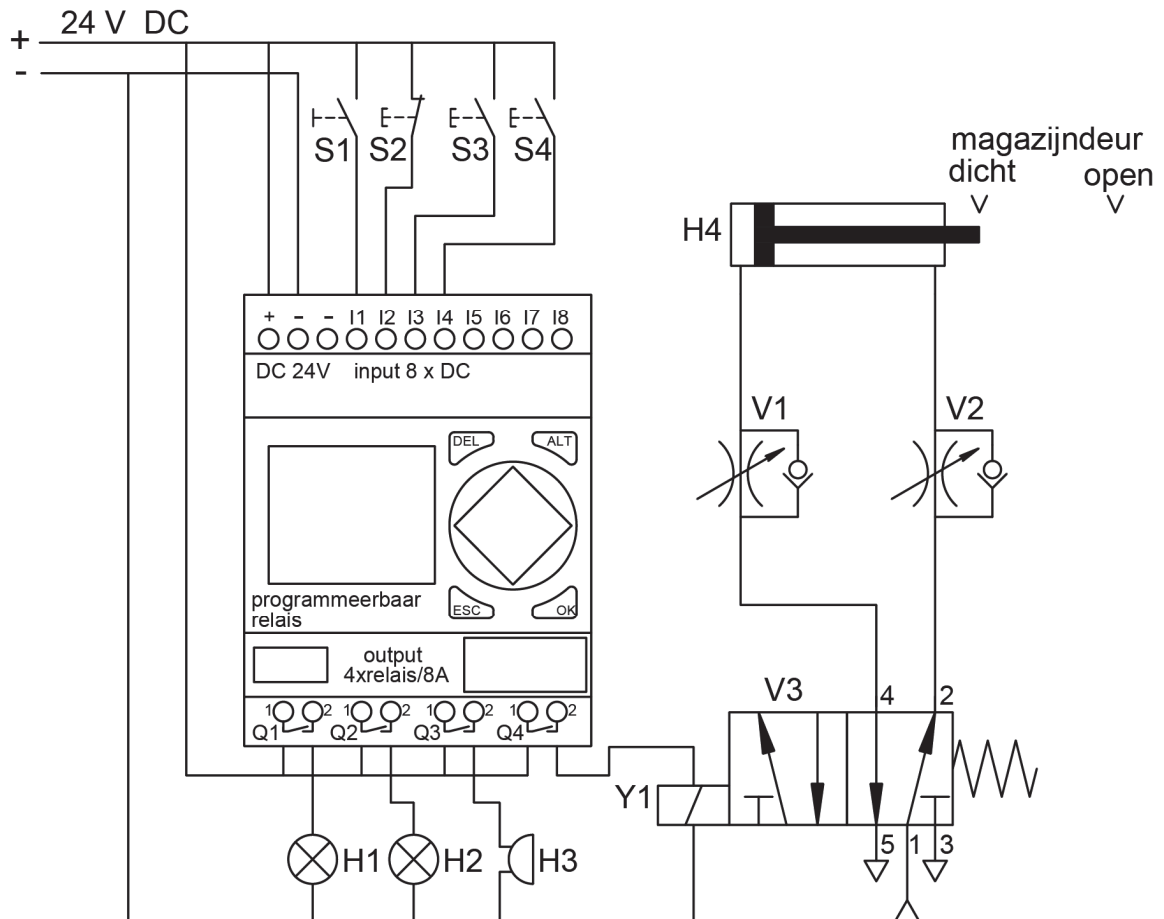 + 24 V DC
-
S1 S2 S3 S4
magazijndeur
dicht open
H4
+ - - I1 I2 I3 I4 I5 I6 I7 I8
DC 24V input 8 x DC
V1 V2
DEL ALT
programmeerbaar
relais
ESC OK
output
4xrelais/8A
V3 4 2
1 2 1 2 1 2 1 2
Q1 Q2 Q3 Q4
Y1
5 1 3
H1 H2 H3